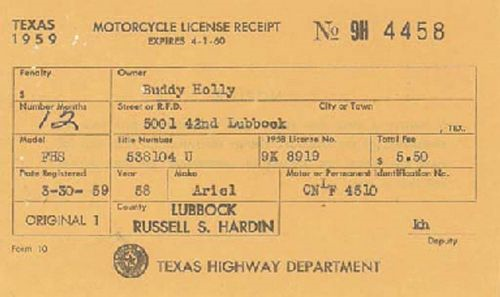 TEXAS MOTORCYCLE LICENSE RECEIPT No 9H 4458
1959 EXPIRES 4-1-60
Penalty Owner
$ Buddy Holly
Number Months Street or R.F.D. City or Town
12 5001 42nd Lubbock , TEX.
Model Title Number 1958 License No. Total Fee
FHS 538104 U 9K 8919 $ 5.50
Date Registered Year Make Motor or Permanent Identification No.
3-30- 59 58 Ariel CNLF 4510
County LUBBOCK
ORIGINAL 1 RUSSELL S. HARDIN
Deputy
Form 10
TEXAS HIGHWAY DEPARTMENT